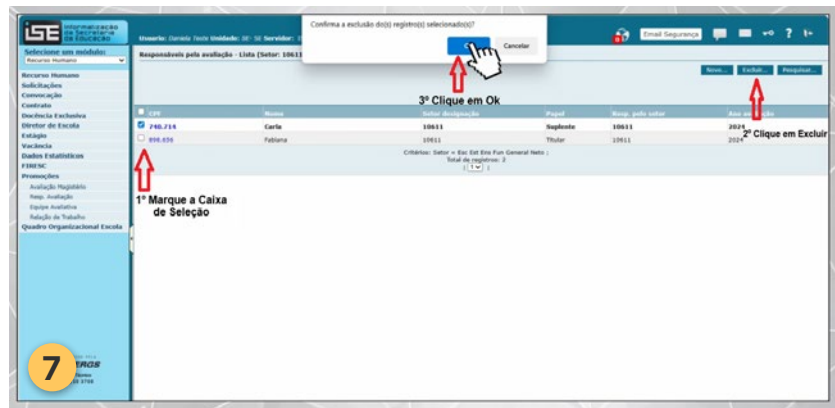 ISE Informatização da Secretaria da Educação
Usuario: Daniela Teste Unidade: SE- SE Servidor:
Confirma a exclusão do(s) registro(s) selecionado(s)?
Cancelar
Email Segurança
Selecione um módulo:
Recurso Humano
Responsáveis pela avaliação - Lista (Setor: 10611
Novo... Excluir... Pesquisar...
Recurso Humano
Solicitações
Convocação
Contrato
Docência Exclusiva
Diretor de Escola
Estágio
Vacância
Dados Estatísticos
FIRESC
Promoções
Avaliação Magistério
Resp. Avaliação
Equipe Avaliativa
Relação de Trabalho
Quadro Organizacional Escola
3º Clique em Ok
CPF Nome Setor designação Papel Resp. pelo setor
740.714 Carla 10611 Suplente 10611 2024
898.656 Fabiana 10611 Titular 10611 2024
2º Clique em Excluir
Critérios: Setor = Esc Est Ens Fun General Neto ;
Total de registros: 2
[ 1 ]
1º Marque a Caixa
de Seleção
7